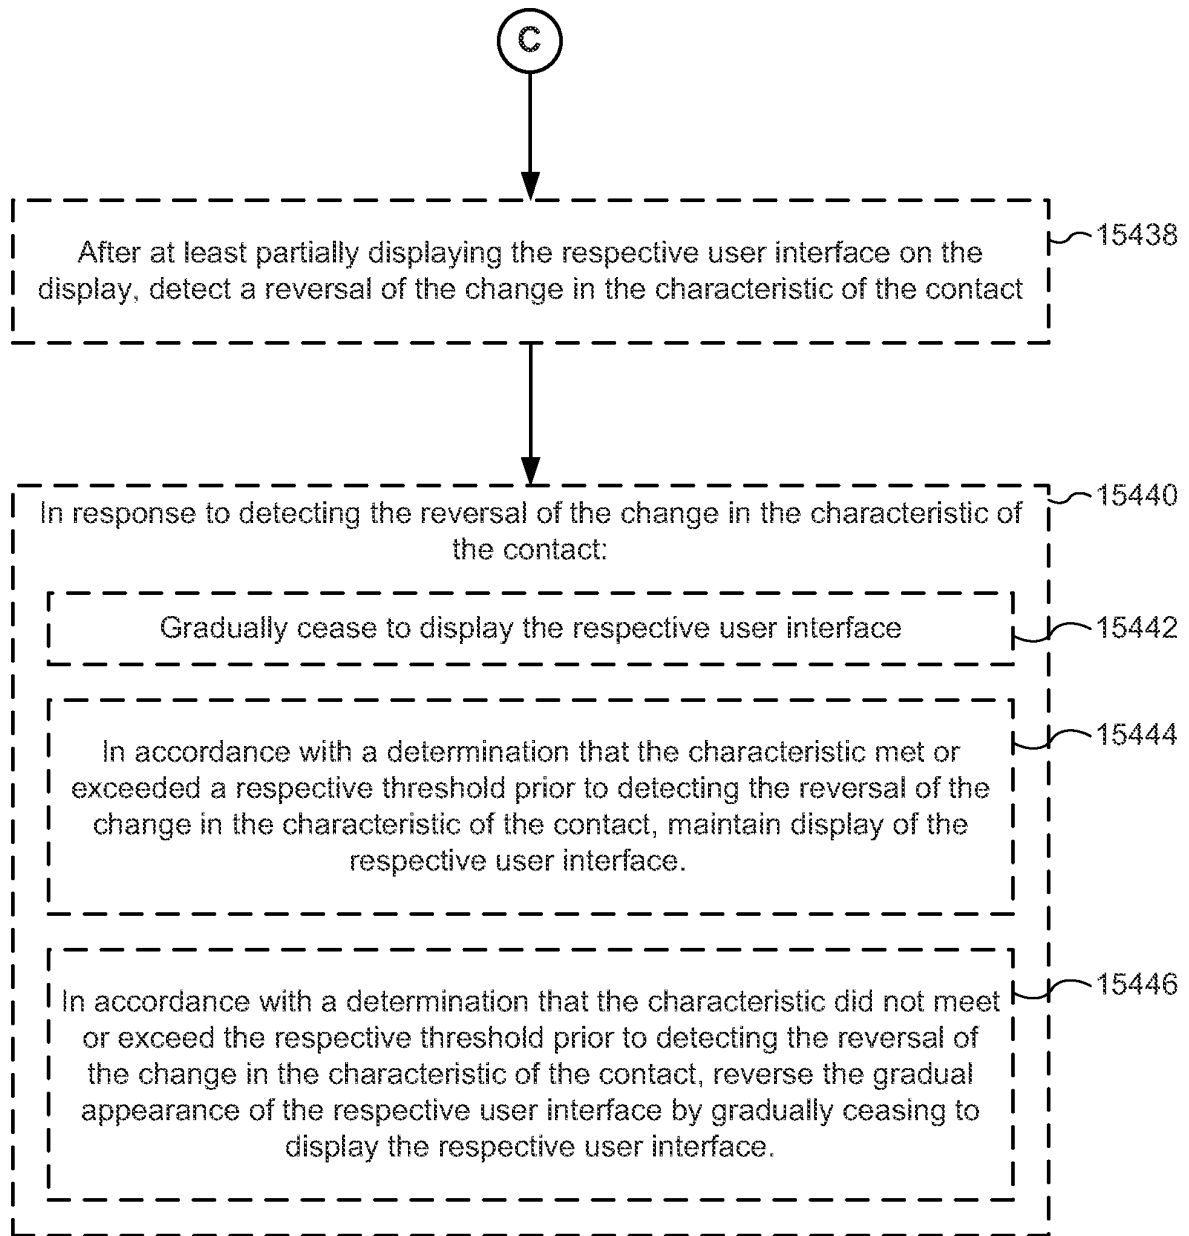 C
After at least partially displaying the respective user interface on the
display, detect a reversal of the change in the characteristic of the contact
15438
In response to detecting the reversal of the change in the characteristic of
the contact:
15440
Gradually cease to display the respective user interface
15442
In accordance with a determination that the characteristic met or
exceeded a respective threshold prior to detecting the reversal of the
change in the characteristic of the contact, maintain display of the
respective user interface.
15444
In accordance with a determination that the characteristic did not meet
or exceed the respective threshold prior to detecting the reversal of
the change in the characteristic of the contact, reverse the gradual
appearance of the respective user interface by gradually ceasing to
display the respective user interface.
15446